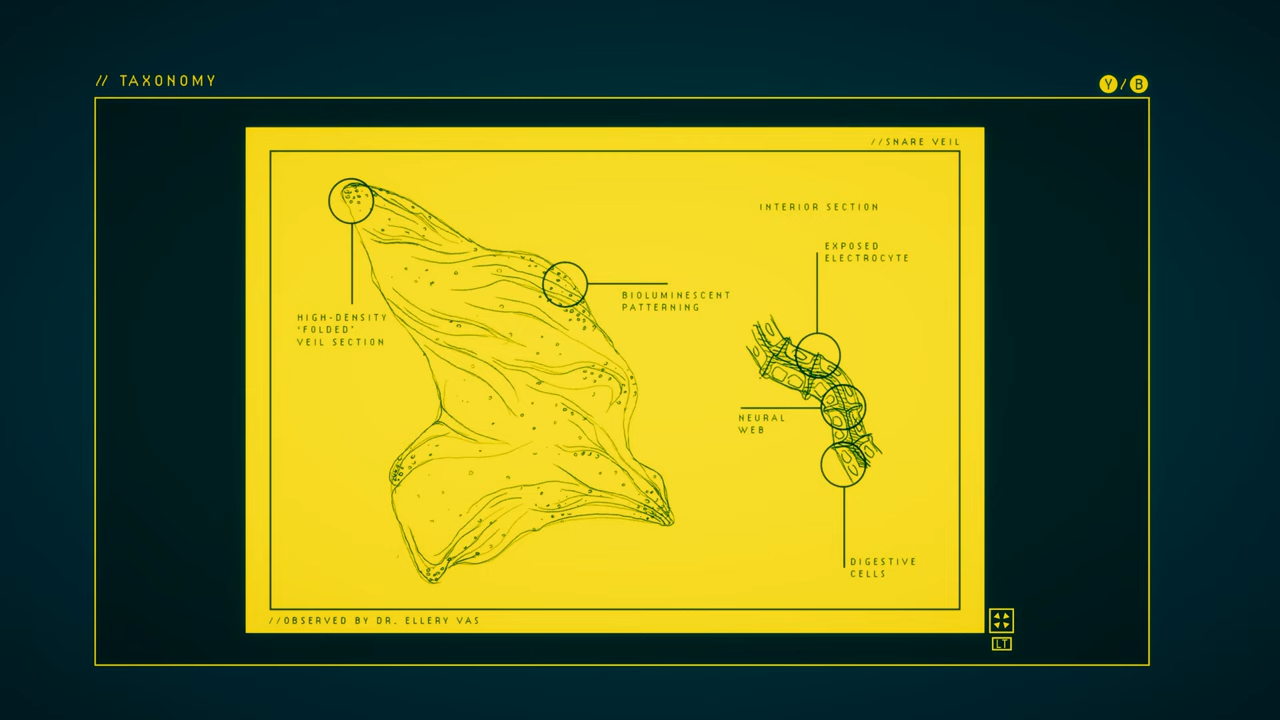 // TAXONOMY
Y / B
//SNARE VEIL
INTERIOR SECTION
EXPOSED
ELECTROCYTE
BIOLUMINESCENT
PATTERNING
HIGH-DENSITY
'FOLDED'
VEIL SECTION
NEURAL
WEB
DIGESTIVE
CELLS
//OBSERVED BY DR. ELLERY VAS
LT